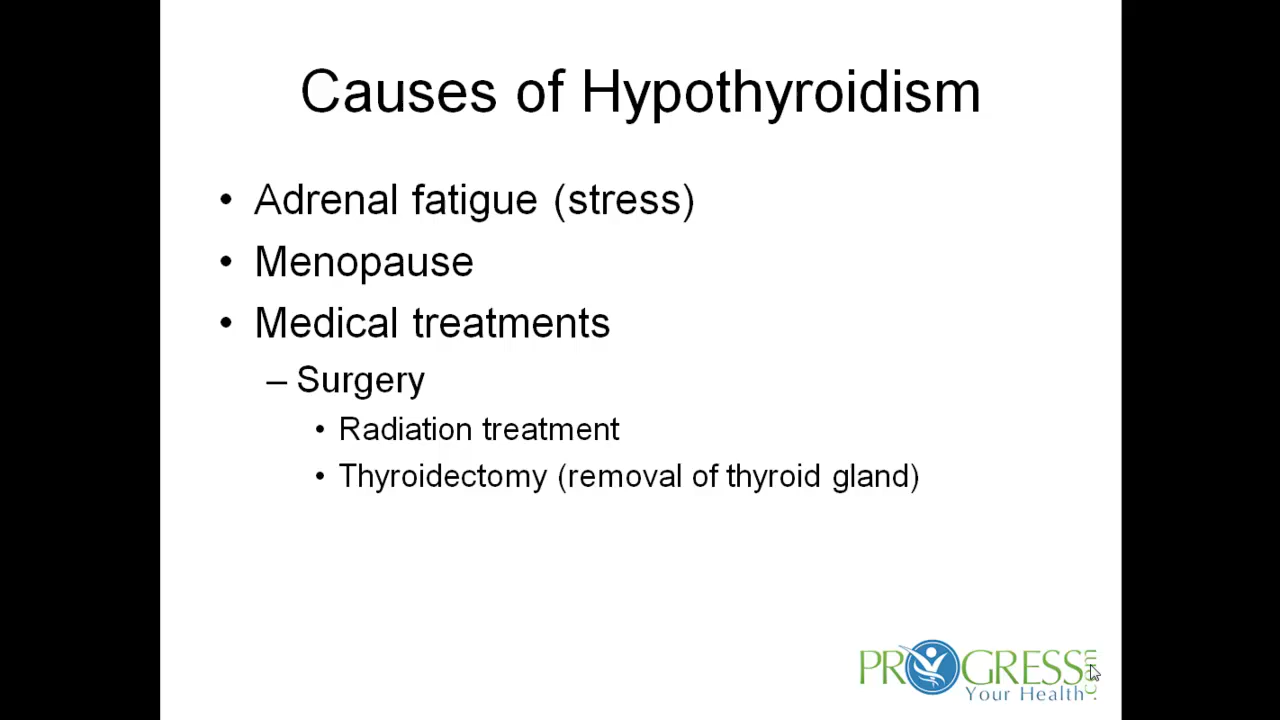 Causes of Hypothyroidism
• Adrenal fatigue (stress)
• Menopause
• Medical treatments
– Surgery
• Radiation treatment
• Thyroidectomy (removal of thyroid gland)
PROGRESS
Your Health .com